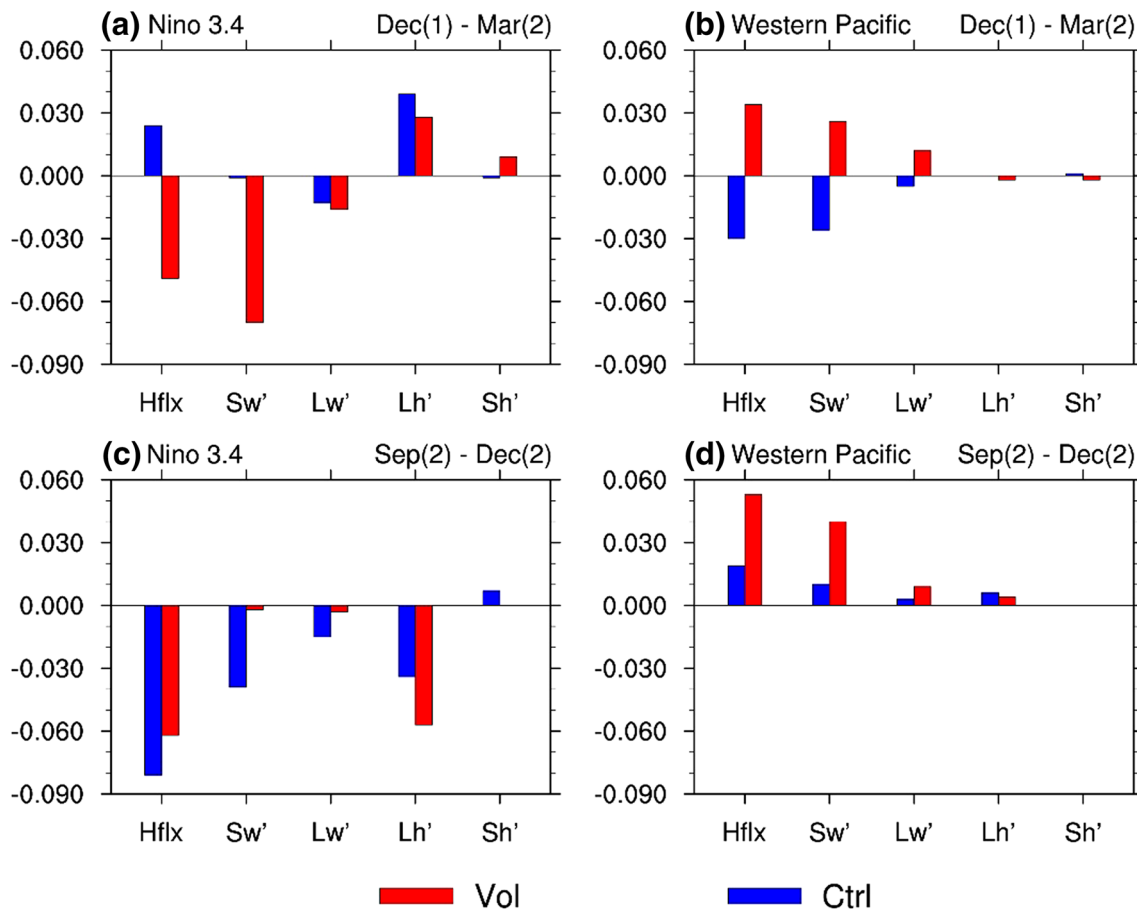 (a) Nino 3.4 Dec(1) - Mar(2) (b) Western Pacific Dec(1) - Mar(2)
0.060 0.060
0.030 0.030
0.000 0.000
-0.030 -0.030
-0.060 -0.060
-0.090 -0.090
Hflx Sw' Lw' Lh' Sh' Hflx Sw' Lw' Lh' Sh'
(c) Nino 3.4 Sep(2) - Dec(2) (d) Western Pacific Sep(2) - Dec(2)
0.060 0.060
0.030 0.030
0.000 0.000
-0.030 -0.030
-0.060 -0.060
-0.090 -0.090
Hflx Sw' Lw' Lh' Sh' Hflx Sw' Lw' Lh' Sh'
Vol Ctrl